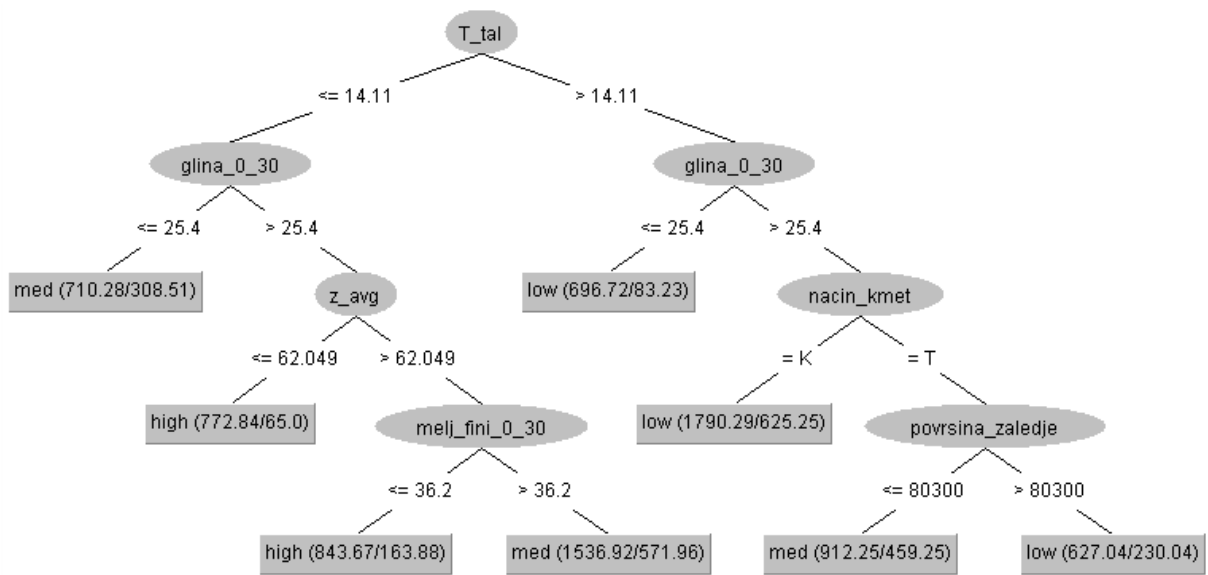 T_tal
<= 14.11 > 14.11
glina_0_30 glina_0_30
<= 25.4 > 25.4 <= 25.4 > 25.4
med (710.28/308.51) z_avg low (696.72/83.23) nacin_kmet
<= 62.049 > 62.049 = K = T
high (772.84/65.0) melj_fini_0_30 low (1790.29/625.25) povrsina_zaledje
<= 36.2 > 36.2 <= 80300 > 80300
high (843.67/163.88) med (1536.92/571.96) med (912.25/459.25) low (627.04/230.04)